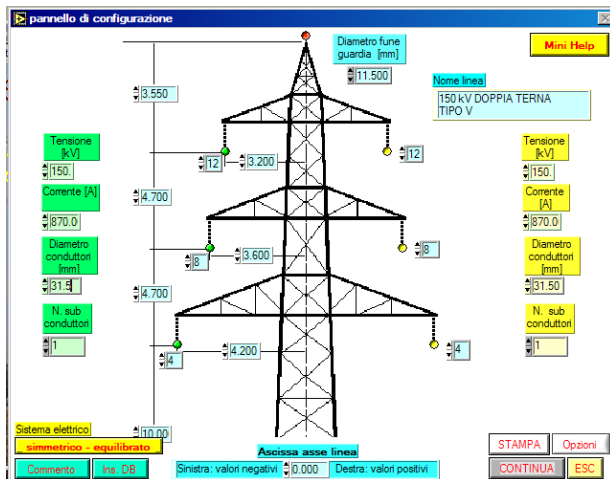 pannello di configurazione
Diametro fune
guardia [mm]
11.500
Mini Help
Nome linea
150 kV DOPPIA TERNA
TIPO V
3.550
Tensione
[kV]
150.
12
3.200
12
Tensione
[kV]
150.
Corrente [A]
870.0
4.700
Corrente
[A]
870.0
Diametro
conduttori
[mm]
31.5
8
3.600
8
Diametro
conduttori
[mm]
31.50
4.700
N. sub
conduttori
1
4
4.200
4
N. sub
conduttori
1
Sistema elettrico
simmetrico - equilibrato
10.00
Ascissa asse linea
STAMPA
Opzioni
Commento
Ins. DB
Sinistra: valori negativi
0.000
Destra: valori positivi
CONTINUA
ESC